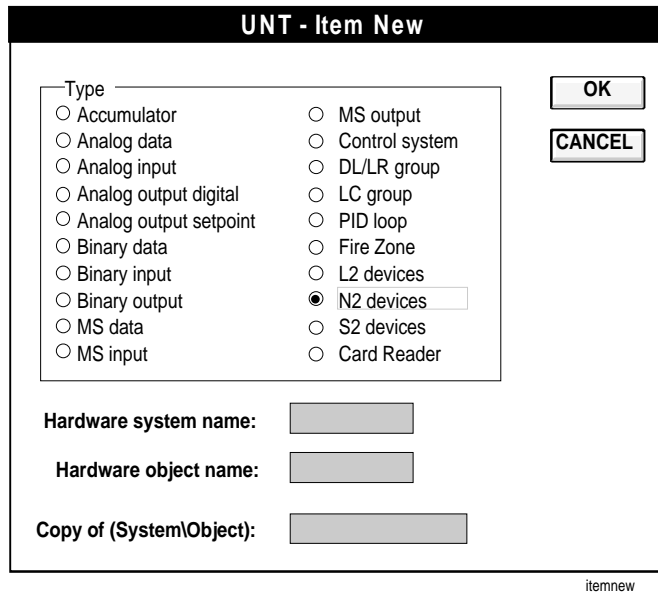 UNT - Item New
Type
Accumulator
Analog data
Analog input
Analog output digital
Analog output setpoint
Binary data
Binary input
Binary output
MS data
MS input
MS output
Control system
DL/LR group
LC group
PID loop
Fire Zone
L2 devices
N2 devices
S2 devices
Card Reader
OK
CANCEL
Hardware system name:
Hardware object name:
Copy of (System\Object):
itemnew